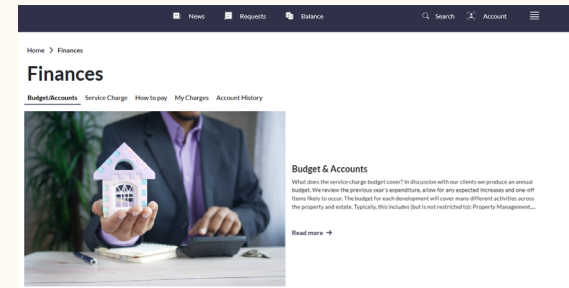 News Requests Balance Search Account
Home > Finances
Finances
Budget/Accounts Service Charge How to pay My Charges Account History
Budget & Accounts
What does the service charge budget cover? In discussion with our clients we produce an annual
budget. We review the previous year's expenditure, allow for any expected increases and one-off
items likely to occur. The budget for each development will cover many different activities across
the property and estate. Typically, this includes (but is not restricted to): Property Management,...
Read more →